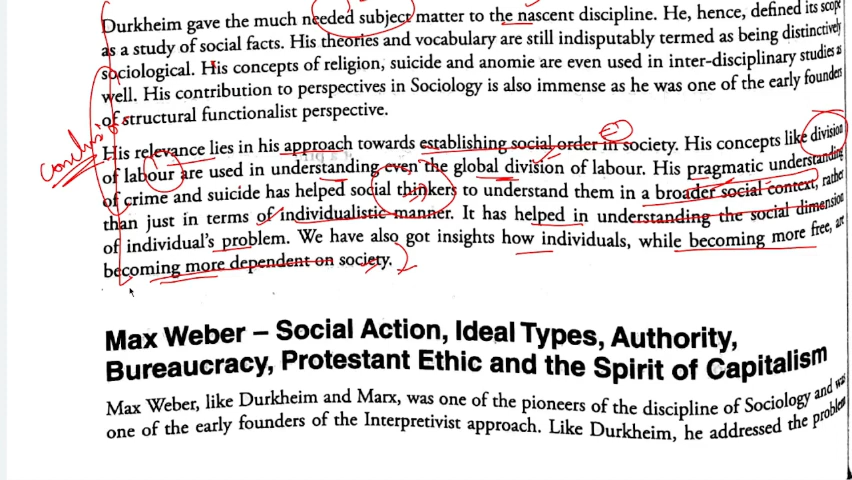 Durkheim gave the much needed subject matter to the nascent discipline. He, hence, defined its scope
as a study of social facts. His theories and vocabulary are still indisputably termed as being distinctively
sociological. His concepts of religion, suicide and anomie are even used in inter-disciplinary studies as
well. His contribution to perspectives in Sociology is also immense as he was one of the early founders
of structural functionalist perspective.
His relevance lies in his approach towards establishing social order in society. His concepts like division
of labour are used in understanding even the global division of labour. His pragmatic understanding
of crime and suicide has helped social thinkers to understand them in a broader social context, rather
than just in terms of individualistic manner. It has helped in understanding the social dimension
of individual's problem. We have also got insights how individuals, while becoming more free, are
becoming more dependent on society.
Max Weber – Social Action, Ideal Types, Authority,
Bureaucracy, Protestant Ethic and the Spirit of Capitalism
Max Weber, like Durkheim and Marx, was one of the pioneers of the discipline of Sociology and was
one of the early founders of the Interpretivist approach. Like Durkheim, he addressed the problem